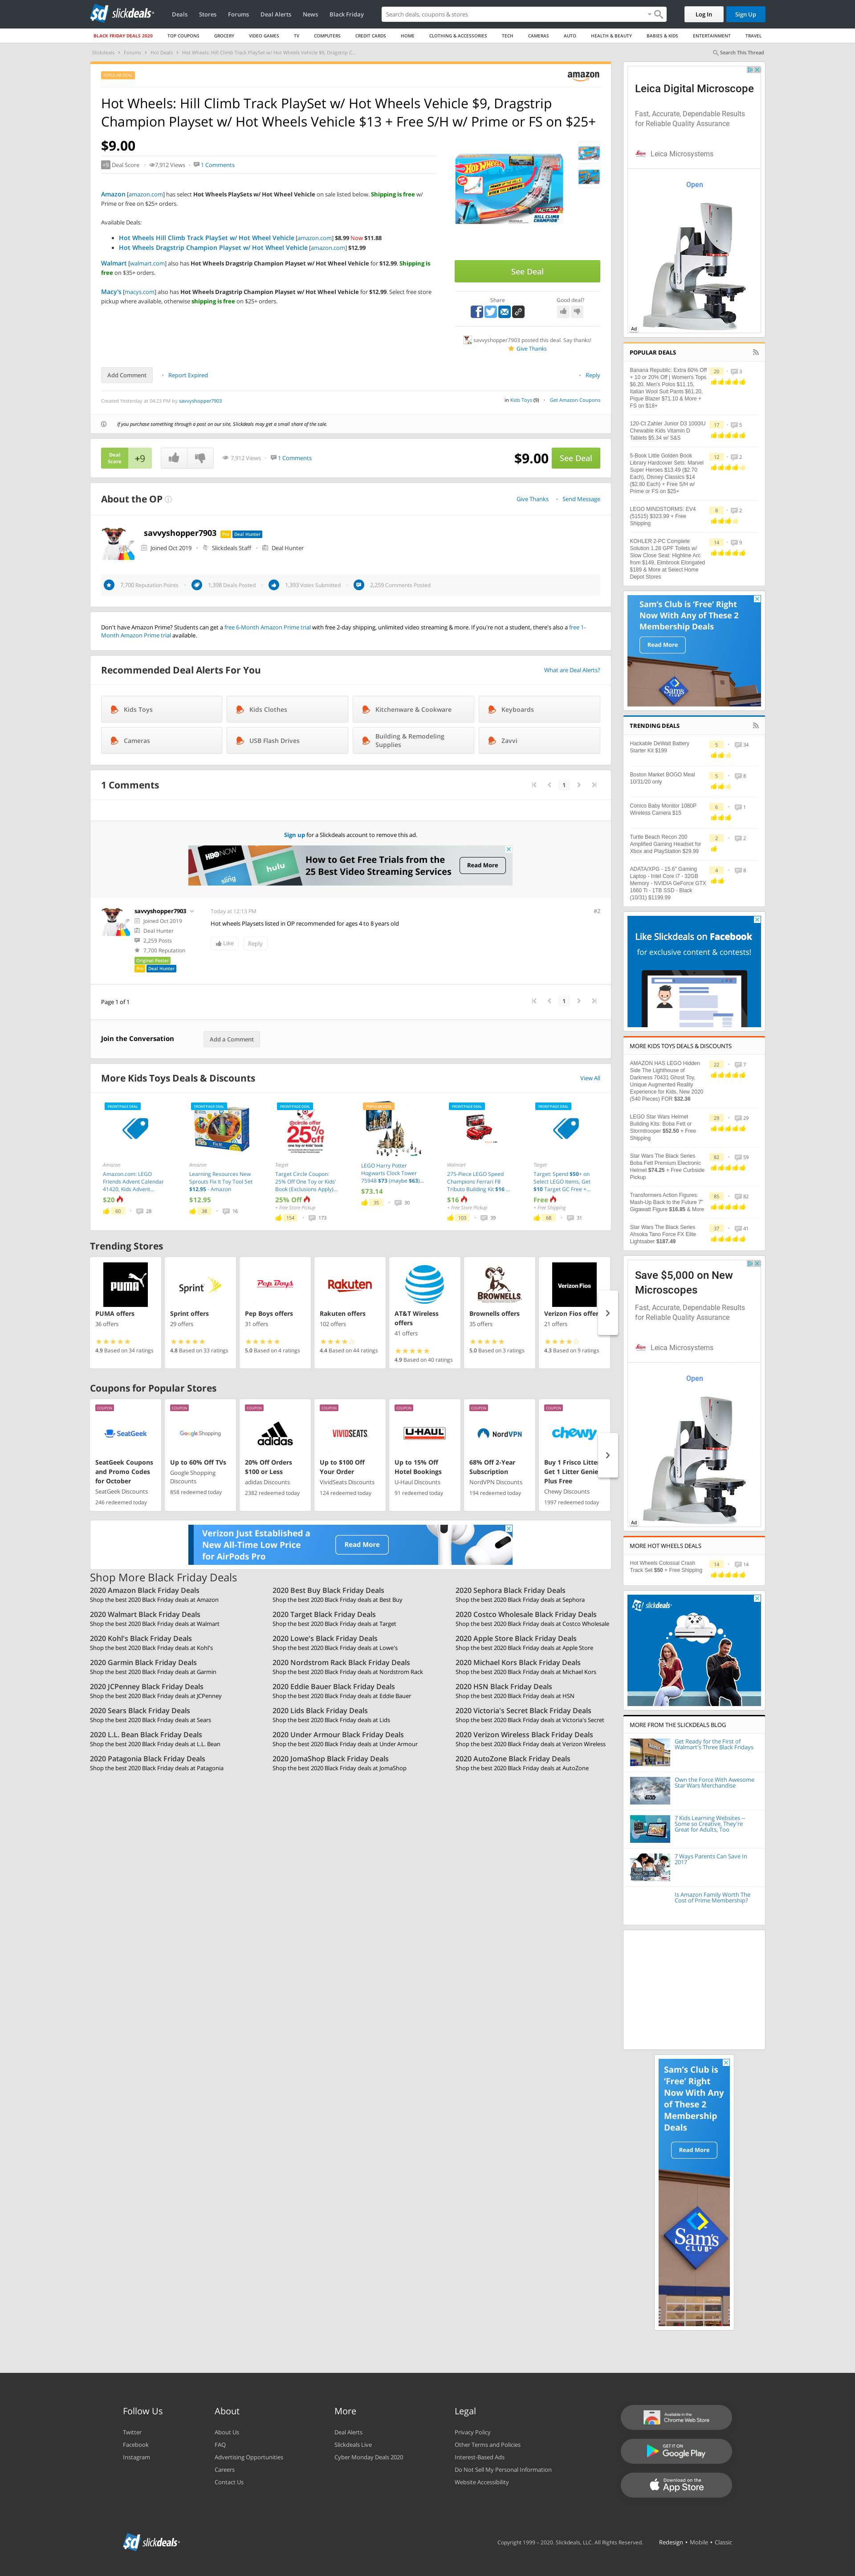 slickdeals
Deals Stores Forums Deal Alerts News Black Friday
Search deals, coupons & stores
Log In
Sign Up
BLACK FRIDAY DEALS 2020 TOP COUPONS GROCERY VIDEO GAMES TV COMPUTERS CREDIT CARDS HOME CLOTHING & ACCESSORIES TECH CAMERAS AUTO HEALTH & BEAUTY BABIES & KIDS ENTERTAINMENT TRAVEL
Slickdeals Forums Hot Deals Hot Wheels: Hill Climb Track PlaySet w/ Hot Wheels Vehicle $9, Dragstrip C...
Search This Thread
POPULAR DEAL
amazon
Hot Wheels: Hill Climb Track PlaySet w/ Hot Wheels Vehicle $9, Dragstrip
Champion Playset w/ Hot Wheels Vehicle $13 + Free S/H w/ Prime or FS on $25+
$9.00
+9 Deal Score 7,912 Views 1 Comments
Amazon [amazon.com] has select Hot Wheels PlaySets w/ Hot Wheel Vehicle on sale listed below. Shipping is free w/
Prime or free on $25+ orders.
Available Deals:
Hot Wheels Hill Climb Track PlaySet w/ Hot Wheel Vehicle [amazon.com] $8.99 Now $11.88
Hot Wheels Dragstrip Champion Playset w/ Hot Wheel Vehicle [amazon.com] $12.99
Walmart [walmart.com] also has Hot Wheels Dragstrip Champion Playset w/ Hot Wheel Vehicle for $12.99. Shipping is
free on $35+ orders.
Macy's [macys.com] also has Hot Wheels Dragstrip Champion Playset w/ Hot Wheel Vehicle for $12.99. Select free store
pickup where available, otherwise shipping is free on $25+ orders.
See Deal
Share
Good deal?
savvyshopper7903 posted this deal. Say thanks!
Give Thanks
Add Comment
Report Expired
Reply
Created Yesterday at 04:23 PM by savvyshopper7903
in Kids Toys (9) Get Amazon Coupons
If you purchase something through a post on our site, Slickdeals may get a small share of the sale.
Deal
Score
+9
7,912 Views 1 Comments
$9.00
See Deal
About the OP
Give Thanks Send Message
savvyshopper7903 Pro Deal Hunter
Joined Oct 2019 Slickdeals Staff Deal Hunter
7,700 Reputation Points 1,398 Deals Posted 1,393 Votes Submitted 2,259 Comments Posted
Don't have Amazon Prime? Students can get a free 6-Month Amazon Prime trial with free 2-day shipping, unlimited video streaming & more. If you're not a student, there's also a free 1-
Month Amazon Prime trial available.
Recommended Deal Alerts For You
What are Deal Alerts?
Kids Toys
Kids Clothes
Kitchenware & Cookware
Keyboards
Cameras
USB Flash Drives
Building & Remodeling
Supplies
Zavvi
1 Comments
1
Sign up for a Slickdeals account to remove this ad.
HBO NOW
sling
hulu
How to Get Free Trials from the
25 Best Video Streaming Services
Read More
savvyshopper7903
Joined Oct 2019
Deal Hunter
2,259 Posts
7,700 Reputation
Original Poster
Pro Deal Hunter
Today at 12:13 PM
#2
Hot wheels Playsets listed in OP recommended for ages 4 to 8 years old
Like
Reply
Page 1 of 1
1
Join the Conversation
Add a Comment
More Kids Toys Deals & Discounts
View All
FRONTPAGE DEAL
Amazon
Amazon.com: LEGO
Friends Advent Calendar
41420, Kids Advent...
$20
60 28
FRONTPAGE DEAL
Amazon
Learning Resources New
Sprouts Fix It Toy Tool Set
$12.95 - Amazon
$12.95
38 16
FRONTPAGE DEAL
Target
Target Circle Coupon:
25% Off One Toy or Kids'
Book (Exclusions Apply)...
25% Off
+ Free Store Pickup
154 173
POPULAR DEAL
LEGO Harry Potter
Hogwarts Clock Tower
75948 $73 (maybe $63)...
$73.14
35 30
FRONTPAGE DEAL
Walmart
275-Piece LEGO Speed
Champions Ferrari F8
Tributo Building Kit $16 ...
$16
+ Free Store Pickup
103 39
FRONTPAGE DEAL
Target
Target: Spend $50+ on
Select LEGO Items, Get
$10 Target GC Free +...
Free
+ Free Shipping
68 31
Trending Stores
PUMA
PUMA offers
36 offers
4.9 Based on 34 ratings
Sprint
Sprint offers
29 offers
4.8 Based on 33 ratings
Pep Boys
Pep Boys offers
31 offers
5.0 Based on 4 ratings
Rakuten
Rakuten offers
102 offers
4.4 Based on 44 ratings
AT&T Wireless
offers
41 offers
4.9 Based on 40 ratings
BROWNELLS
Brownells offers
35 offers
5.0 Based on 3 ratings
Verizon Fios
Verizon Fios offers
21 offers
4.3 Based on 9 ratings
Coupons for Popular Stores
COUPON
SeatGeek
SeatGeek Coupons
and Promo Codes
for October
SeatGeek Discounts
246 redeemed today
COUPON
Google Shopping
Up to 60% Off TVs
Google Shopping
Discounts
858 redeemed today
COUPON
adidas
20% Off Orders
$100 or Less
adidas Discounts
2382 redeemed today
COUPON
VIVIDSEATS
Up to $100 Off
Your Order
VividSeats Discounts
124 redeemed today
COUPON
U-HAUL
Up to 15% Off
Hotel Bookings
U-Haul Discounts
91 redeemed today
COUPON
NordVPN
68% Off 2-Year
Subscription
NordVPN Discounts
194 redeemed today
COUPON
chewy
Buy 1 Frisco Litter
Get 1 Litter Genie
Plus Free
Chewy Discounts
1997 redeemed today
Verizon Just Established a
New All-Time Low Price
for AirPods Pro
Read More
Shop More Black Friday Deals
2020 Amazon Black Friday Deals
Shop the best 2020 Black Friday deals at Amazon
2020 Best Buy Black Friday Deals
Shop the best 2020 Black Friday deals at Best Buy
2020 Sephora Black Friday Deals
Shop the best 2020 Black Friday deals at Sephora
2020 Walmart Black Friday Deals
Shop the best 2020 Black Friday deals at Walmart
2020 Target Black Friday Deals
Shop the best 2020 Black Friday deals at Target
2020 Costco Wholesale Black Friday Deals
Shop the best 2020 Black Friday deals at Costco Wholesale
2020 Kohl's Black Friday Deals
Shop the best 2020 Black Friday deals at Kohl's
2020 Lowe's Black Friday Deals
Shop the best 2020 Black Friday deals at Lowe's
2020 Apple Store Black Friday Deals
Shop the best 2020 Black Friday deals at Apple Store
2020 Garmin Black Friday Deals
Shop the best 2020 Black Friday deals at Garmin
2020 Nordstrom Rack Black Friday Deals
Shop the best 2020 Black Friday deals at Nordstrom Rack
2020 Michael Kors Black Friday Deals
Shop the best 2020 Black Friday deals at Michael Kors
2020 JCPenney Black Friday Deals
Shop the best 2020 Black Friday deals at JCPenney
2020 Eddie Bauer Black Friday Deals
Shop the best 2020 Black Friday deals at Eddie Bauer
2020 HSN Black Friday Deals
Shop the best 2020 Black Friday deals at HSN
2020 Sears Black Friday Deals
Shop the best 2020 Black Friday deals at Sears
2020 Lids Black Friday Deals
Shop the best 2020 Black Friday deals at Lids
2020 Victoria's Secret Black Friday Deals
Shop the best 2020 Black Friday deals at Victoria's Secret
2020 L.L. Bean Black Friday Deals
Shop the best 2020 Black Friday deals at L.L. Bean
2020 Under Armour Black Friday Deals
Shop the best 2020 Black Friday deals at Under Armour
2020 Verizon Wireless Black Friday Deals
Shop the best 2020 Black Friday deals at Verizon Wireless
2020 Patagonia Black Friday Deals
Shop the best 2020 Black Friday deals at Patagonia
2020 JomaShop Black Friday Deals
Shop the best 2020 Black Friday deals at JomaShop
2020 AutoZone Black Friday Deals
Shop the best 2020 Black Friday deals at AutoZone
Leica Digital Microscope
Fast, Accurate, Dependable Results
for Reliable Quality Assurance
Leica Microsystems
Open
Ad
POPULAR DEALS
Banana Republic: Extra 60% Off
+ 10 or 20% Off | Women's Tops
$6.20, Men's Polos $11.15,
Italian Wool Suit Pants $61.20,
Pique Blazer $71.10 & More +
FS on $18+
20 3
120-Ct Zahler Junior D3 1000IU
Chewable Kids Vitamin D
Tablets $5.34 w/ S&S
17 5
5-Book Little Golden Book
Library Hardcover Sets: Marvel
Super Heroes $13.49 ($2.70
Each), Disney Classics $14
($2.80 Each) + Free S/H w/
Prime or FS on $25+
12 2
LEGO MINDSTORMS: EV4
(51515) $323.99 + Free
Shipping
8 2
KOHLER 2-PC Complete
Solution 1.28 GPF Toilets w/
Slow Close Seat: Highline Arc
from $149, Elmbrook Elongated
$189 & More at Select Home
Depot Stores
14 9
Sam's Club is 'Free' Right
Now With Any of These 2
Membership Deals
Read More
TRENDING DEALS
Hackable DeWalt Battery
Starter Kit $199
5 34
Boston Market BOGO Meal
10/31/20 only
5 8
Conico Baby Monitor 1080P
Wireless Camera $15
6 1
Turtle Beach Recon 200
Amplified Gaming Headset for
Xbox and PlayStation $29.99
2 2
ADATA/XPG - 15.6" Gaming
Laptop - Intel Core i7 - 32GB
Memory - NVIDIA GeForce GTX
1660 Ti - 1TB SSD - Black
(10/31) $1199.99
4 8
Like Slickdeals on Facebook
for exclusive content & contests!
MORE KIDS TOYS DEALS & DISCOUNTS
AMAZON HAS LEGO Hidden
Side The Lighthouse of
Darkness 70431 Ghost Toy,
Unique Augmented Reality
Experience for Kids, New 2020
(540 Pieces) FOR $32.36
22 7
LEGO Star Wars Helmet
Building Kits: Boba Fett or
Stormtrooper $52.50 + Free
Shipping
29 29
Star Wars The Black Series
Boba Fett Premium Electronic
Helmet $74.25 + Free Curbside
Pickup
92 59
Transformers Action Figures:
Mash-Up Back to the Future 7"
Gigawatt Figure $16.85 & More
85 82
Star Wars The Black Series
Ahsoka Tano Force FX Elite
Lightsaber $187.49
37 41
Save $5,000 on New
Microscopes
Fast, Accurate, Dependable Results
for Reliable Quality Assurance
Leica Microsystems
Open
Ad
MORE HOT WHEELS DEALS
Hot Wheels Colossal Crash
Track Set $50 + Free Shipping
14 14
slickdeals
MORE FROM THE SLICKDEALS BLOG
Get Ready for the First of
Walmart's Three Black Fridays
Own the Force With Awesome
Star Wars Merchandise
7 Kids Learning Websites —
Some so Creative, They're
Great for Adults, Too
7 Ways Parents Can Save In
2017
Is Amazon Family Worth The
Cost of Prime Membership?
Sam's Club is
'Free' Right
Now With Any
of These 2
Membership
Deals
Read More
Sam's
CLUB
Follow Us
Twitter
Facebook
Instagram
About
About Us
FAQ
Advertising Opportunities
Careers
Contact Us
More
Deal Alerts
Slickdeals Live
Cyber Monday Deals 2020
Legal
Privacy Policy
Other Terms and Policies
Interest-Based Ads
Do Not Sell My Personal Information
Website Accessibility
Available in the
Chrome Web Store
GET IT ON
Google Play
Download on the
App Store
slickdeals
Copyright 1999 - 2020. Slickdeals, LLC. All Rights Reserved.
Redesign • Mobile • Classic